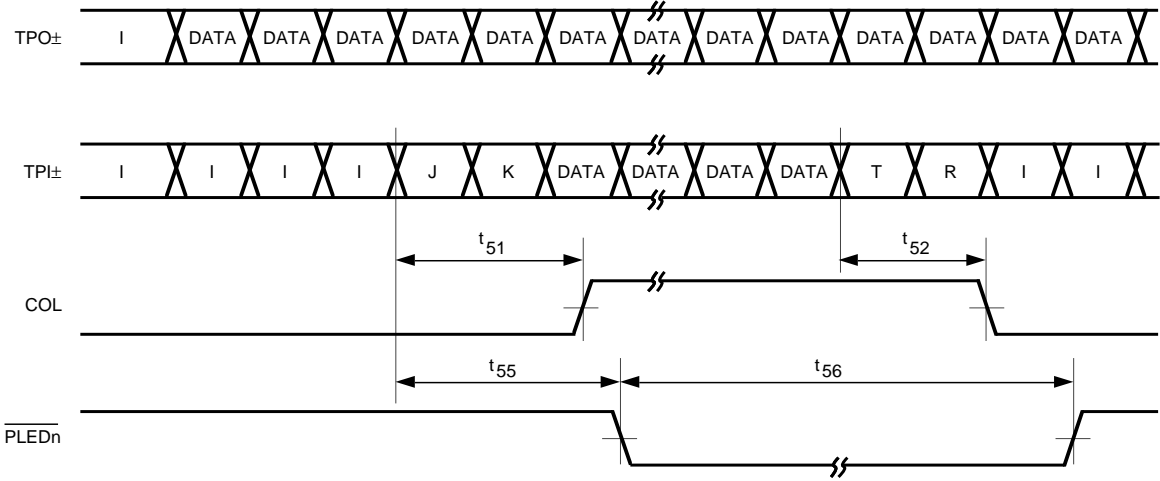 TPO± I DATA DATA DATA DATA DATA DATA DATA DATA DATA DATA DATA DATA DATA
TPI± I I I I J K DATA DATA DATA DATA T R I I
t51 t52
COL
t55 t56
PLEDn